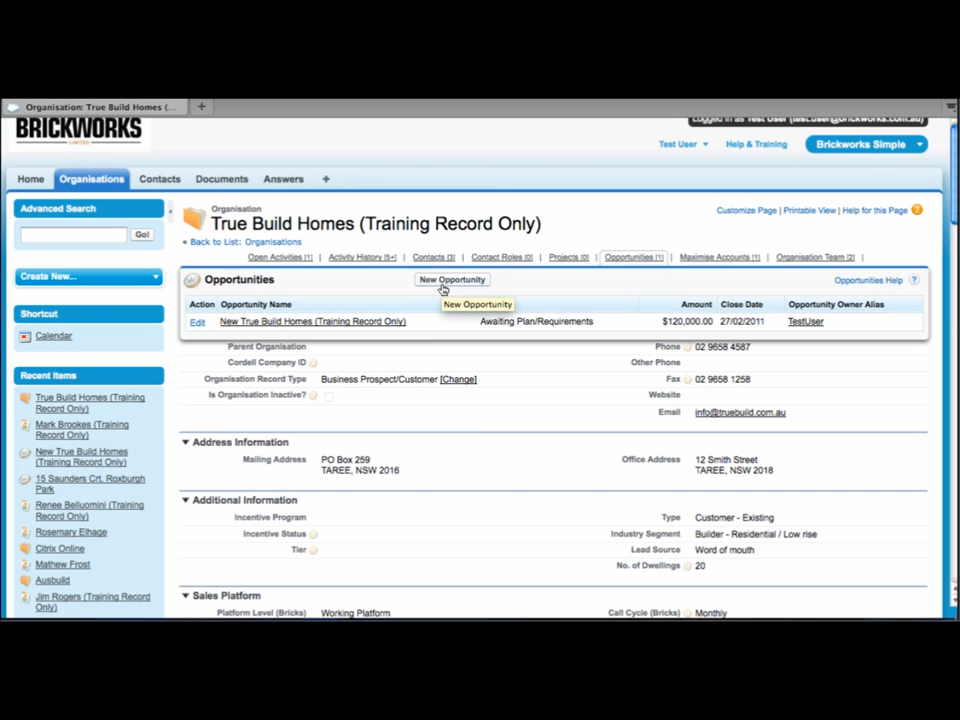 Organisation: True Build Homes (...
+
BRICKWORKS
LIMITED
Logged in as Test User (test.user@brickworks.com.au)
Test User
Help & Training
Brickworks Simple
Home
Organisations
Contacts
Documents
Answers
+
Advanced Search
Go!
Create New...
Shortcut
Calendar
Recent Items
True Build Homes (Training
Record Only)
Mark Brookes (Training
Record Only)
New True Build Homes
(Training Record Only)
15 Saunders Crt, Roxburgh
Park
Renee Belluomini (Training
Record Only)
Rosemary Elhage
Citrix Online
Mathew Frost
Ausbuild
Jim Rogers (Training Record
Only)
Organisation
True Build Homes (Training Record Only)
Customize Page | Printable View | Help for this Page ?
« Back to List: Organisations
Open Activities [1] | Activity History [5+] | Contacts [3] | Contact Roles [0] | Projects [0] | Opportunities [1] | Maximise Accounts [1] | Organisation Team [2] |
Opportunities
New Opportunity
Opportunities Help ?
New Opportunity
Action Opportunity Name Amount Close Date Opportunity Owner Alias
Edit New True Build Homes (Training Record Only) Awaiting Plan/Requirements $120,000.00 27/02/2011 TestUser
Parent Organisation Phone 02 9658 4587
Cordell Company ID Other Phone
Organisation Record Type Business Prospect/Customer [Change] Fax 02 9658 1258
Is Organisation Inactive? Website
Email info@truebuild.com.au
Address Information
Mailing Address PO Box 259 Office Address 12 Smith Street
TAREE, NSW 2016 TAREE, NSW 2018
Additional Information
Incentive Program Type Customer - Existing
Incentive Status Industry Segment Builder - Residential / Low rise
Tier Lead Source Word of mouth
No. of Dwellings 20
Sales Platform
Platform Level (Bricks) Working Platform Call Cycle (Bricks) Monthly